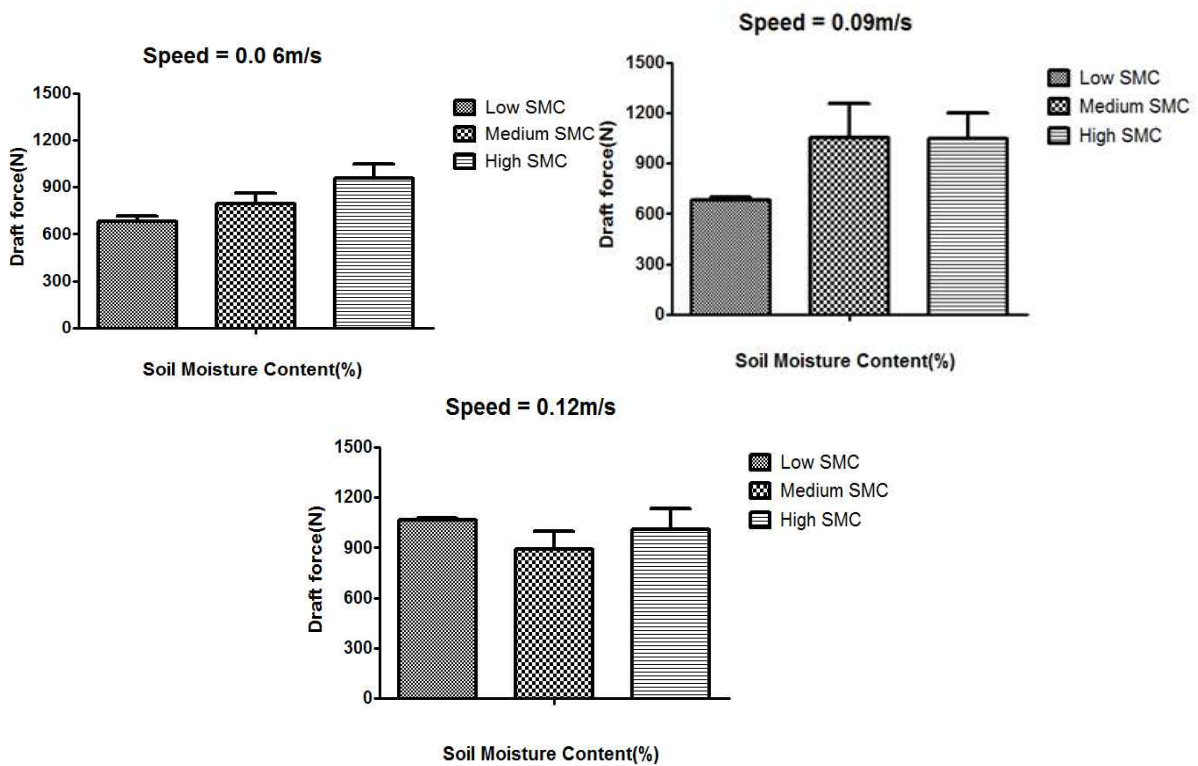 Speed = 0.0 6m/s
Draft force(N)
1500
1200
900
600
300
0
Low SMC
Medium SMC
High SMC
Soil Moisture Content(%)
Speed = 0.09m/s
Draft force(N)
1500
1200
900
600
300
0
Low SMC
Medium SMC
High SMC
Soil Moisture Content(%)
Speed = 0.12m/s
Draft force(N)
1500
1200
900
600
300
0
Low SMC
Medium SMC
High SMC
Soil Moisture Content(%)